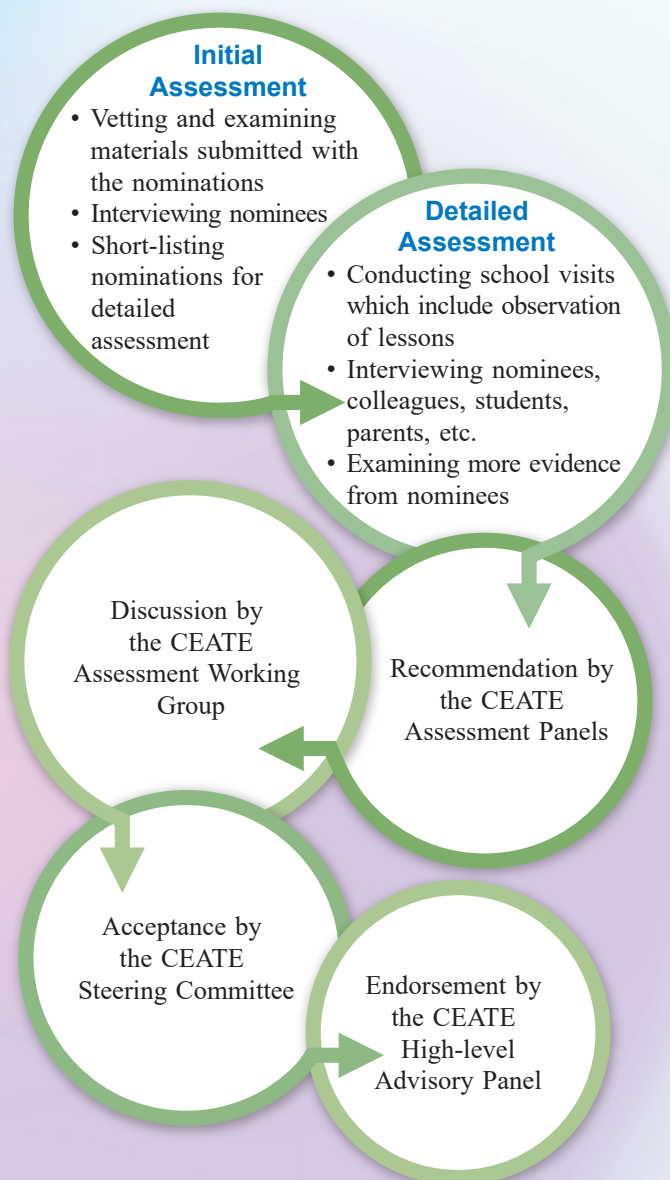 Initial
Assessment
• Vetting and examining
materials submitted with
the nominations
• Interviewing nominees
• Short-listing
nominations for
detailed
assessment
Detailed
Assessment
• Conducting school visits
which include observation
of lessons
• Interviewing nominees,
colleagues, students,
parents, etc.
• Examining more evidence
from nominees
Recommendation by
the CEATE
Assessment Panels
Discussion by
the CEATE
Assessment Working
Group
Acceptance by
the CEATE
Steering Committee
Endorsement by
the CEATE
High-level
Advisory Panel